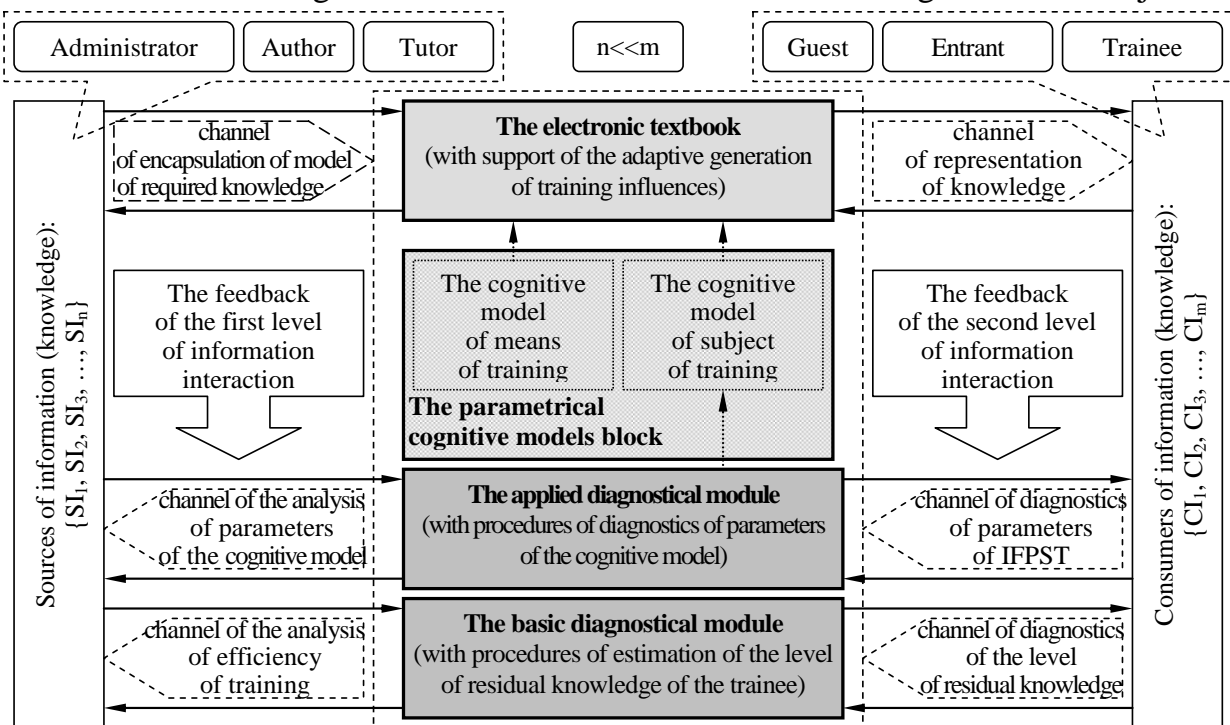 Administrator
Author
Tutor
n<<m
Guest
Entrant
Trainee
Sources of information (knowledge):
{SI1, SI2, SI3, …, SIn}
channel
of encapsulation of model
of required knowledge
The electronic textbook
(with support of the adaptive generation
of training influences)
channel
of representation
of knowledge
Consumers of information (knowledge):
{CI1, CI2, CI3, …, CIm}
The feedback
of the first level
of information
interaction
The cognitive
model
of means
of training
The cognitive
model
of subject
of training
The parametrical
cognitive models block
The feedback
of the second level
of information
interaction
channel of the analysis
of parameters
of the cognitive model
The applied diagnostical module
(with procedures of diagnostics of parameters
of the cognitive model)
channel of diagnostics
of parameters
of IFPST
channel of the analysis
of efficiency
of training
The basic diagnostical module
(with procedures of estimation of the level
of residual knowledge of the trainee)
channel of diagnostics
of the level
of residual knowledge